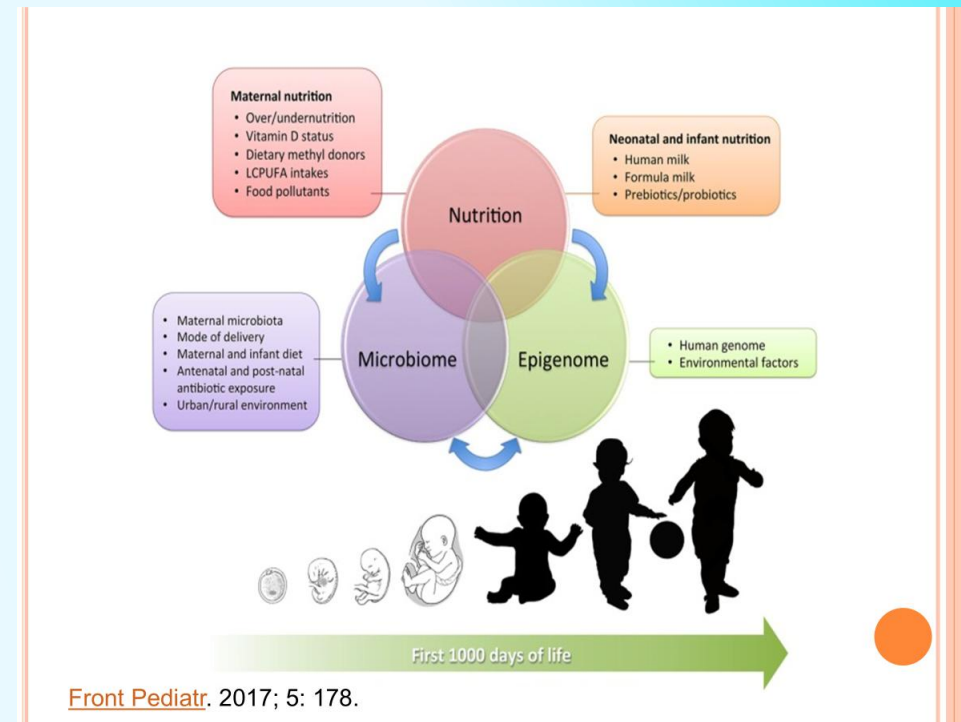 Maternal nutrition
• Over/undernutrition
• Vitamin D status
• Dietary methyl donors
• LCPUFA intakes
• Food pollutants
Neonatal and infant nutrition
• Human milk
• Formula milk
• Prebiotics/probiotics
Nutrition
• Maternal microbiota
• Mode of delivery
• Maternal and infant diet
• Antenatal and post-natal
antibiotic exposure
• Urban/rural environment
Microbiome
Epigenome
• Human genome
• Environmental factors
First 1000 days of life
Front Pediatr. 2017; 5: 178.